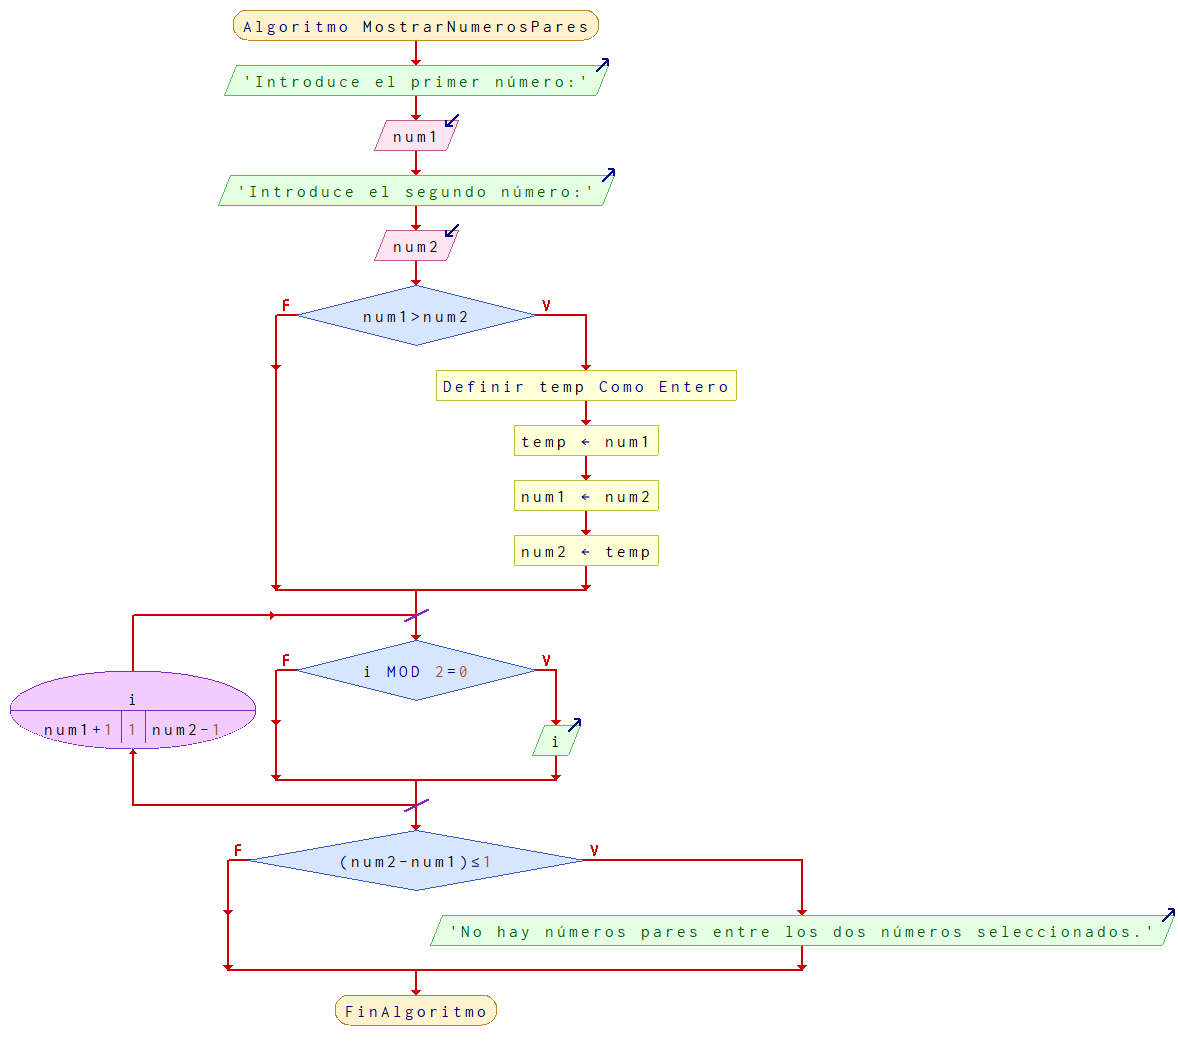 Algoritmo MostrarNumerosPares
'Introduce el primer número:'
num1
'Introduce el segundo número:'
num2
F
V
num1>num2
Definir temp Como Entero
temp ← num1
num1 ← num2
num2 ← temp
F
V
i MOD 2=0
i
num1+1 1 num2-1
i
F
V
(num2-num1)≤1
'No hay números pares entre los dos números seleccionados.'
FinAlgoritmo